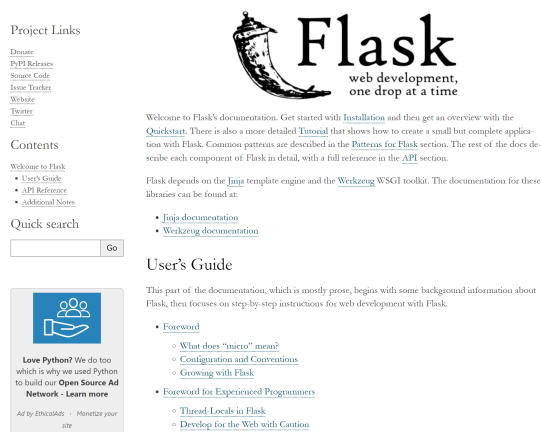 Project Links
Donate
PyPI Releases
Source Code
Issue Tracker
Website
Twitter
Chat
Contents
Welcome to Flask
User's Guide
API Reference
Additional Notes
Quick search
Go
Love Python? We do too
which is why we used Python
to build our Open Source Ad
Network - Learn more
Ad by EthicalAds · Monetize your
site
Flask
web development,
one drop at a time
Welcome to Flask's documentation. Get started with Installation and then get an overview with the
Quickstart. There is also a more detailed Tutorial that shows how to create a small but complete applica-
tion with Flask. Common patterns are described in the Patterns for Flask section. The rest of the docs de-
scribe each component of Flask in detail, with a full reference in the API section.
Flask depends on the Jinja template engine and the Werkzeug WSGI toolkit. The documentation for these
libraries can be found at:
Jinja documentation
Werkzeug documentation
User's Guide
This part of the documentation, which is mostly prose, begins with some background information about
Flask, then focuses on step-by-step instructions for web development with Flask.
Foreword
What does “micro” mean?
Configuration and Conventions
Growing with Flask
Foreword for Experienced Programmers
Thread-Locals in Flask
Develop for the Web with Caution